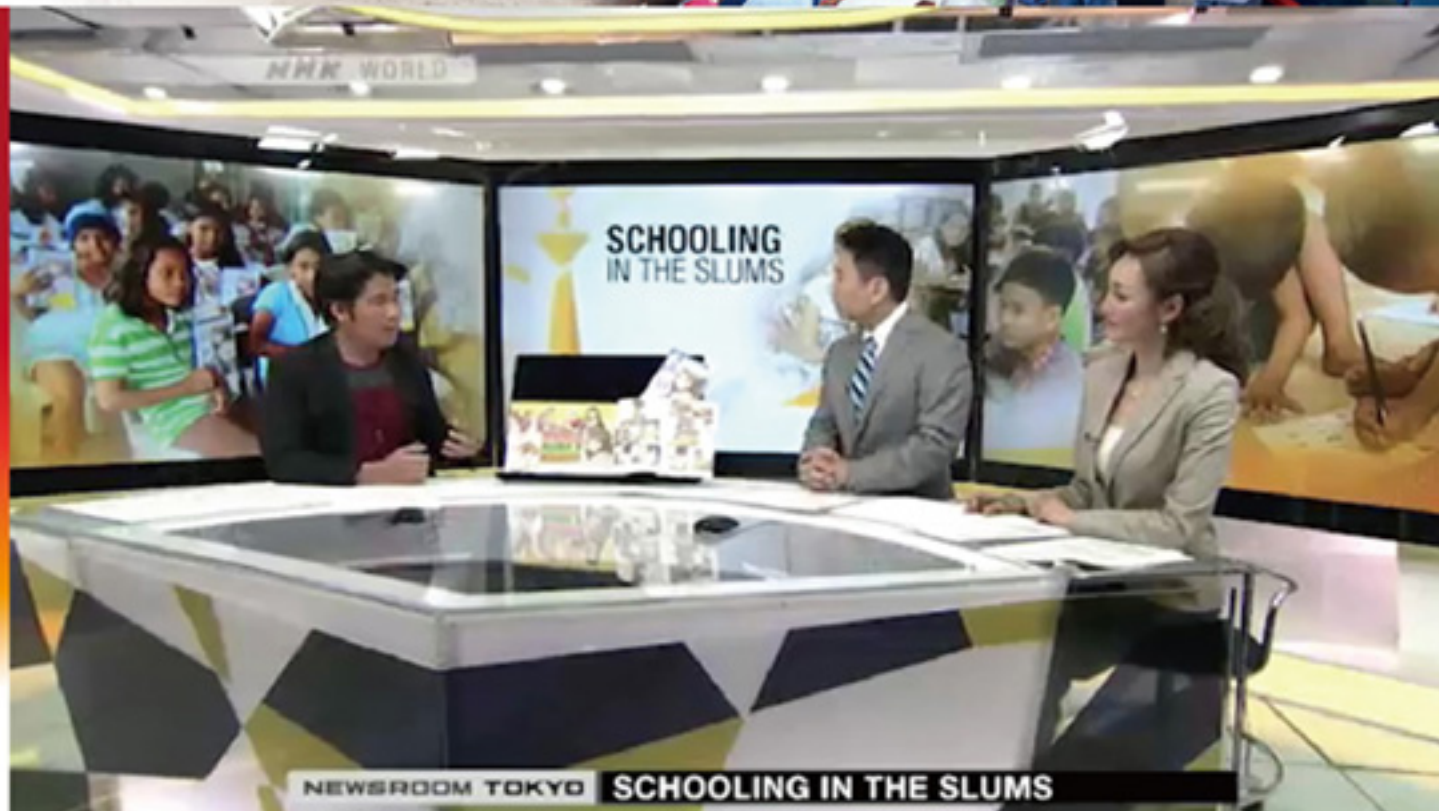 NHK WORLD
SCHOOLING
IN THE SLUMS
NEWSROOM TOKYO
SCHOOLING IN THE SLUMS